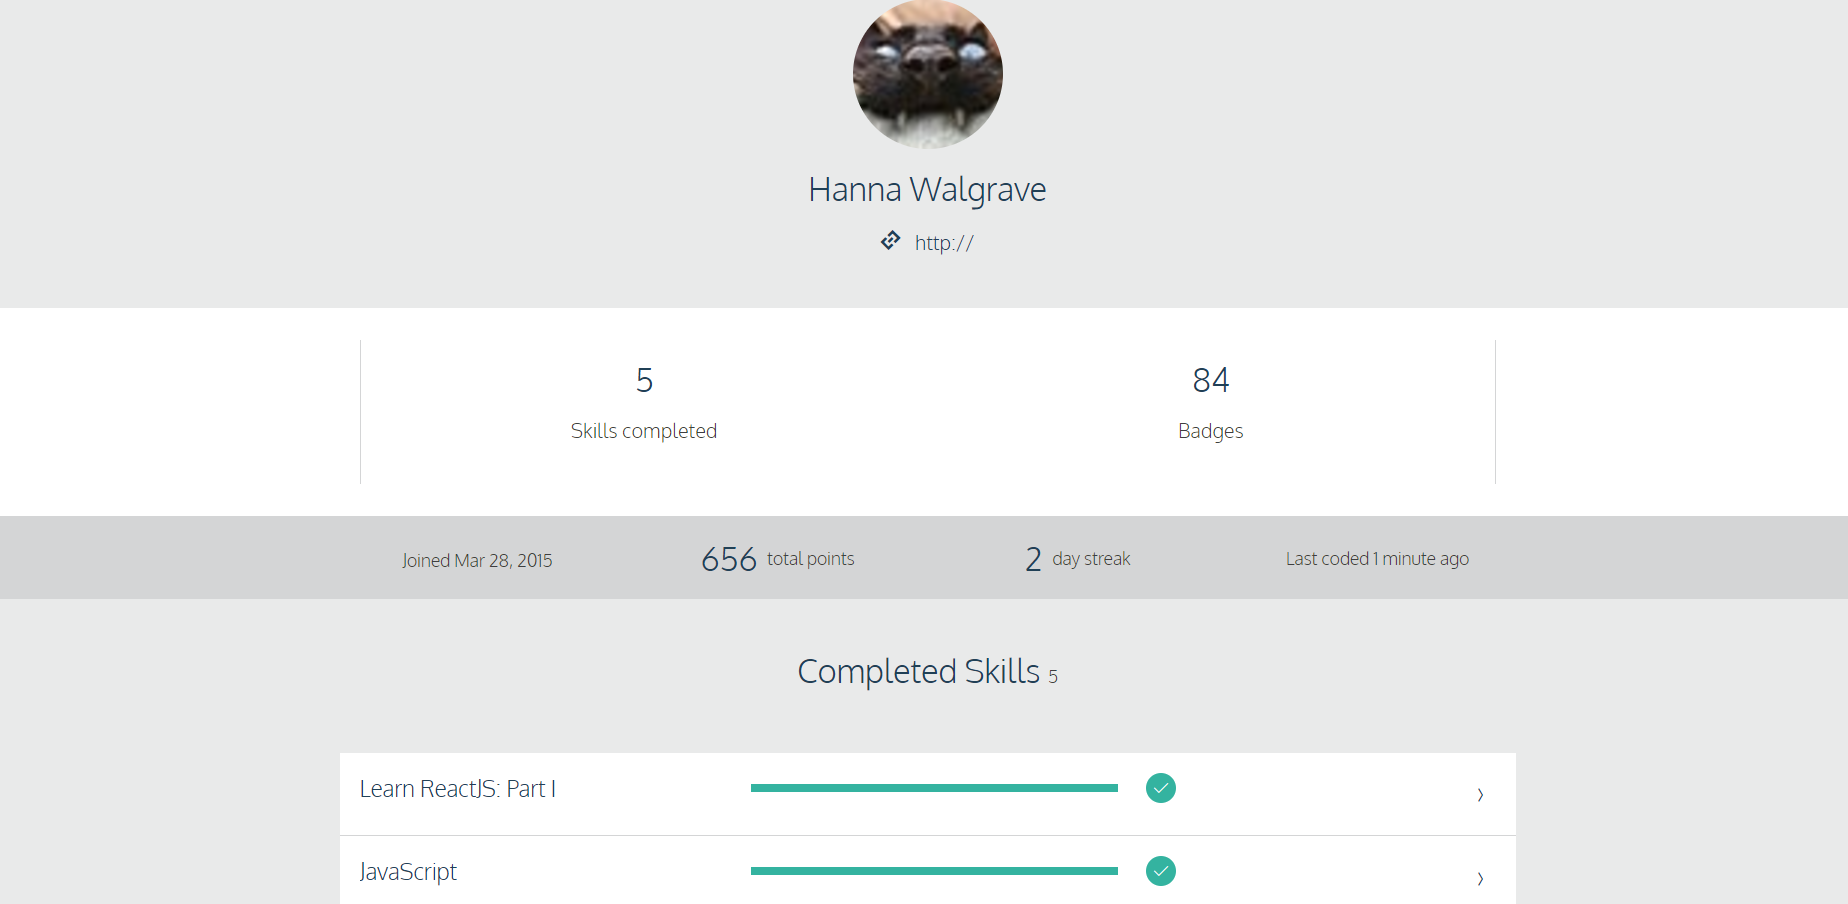 Hanna Walgrave
http://
5
Skills completed
84
Badges
Joined Mar 28, 2015
656 total points
2 day streak
Last coded 1 minute ago
Completed Skills 5
Learn ReactJS: Part I
JavaScript